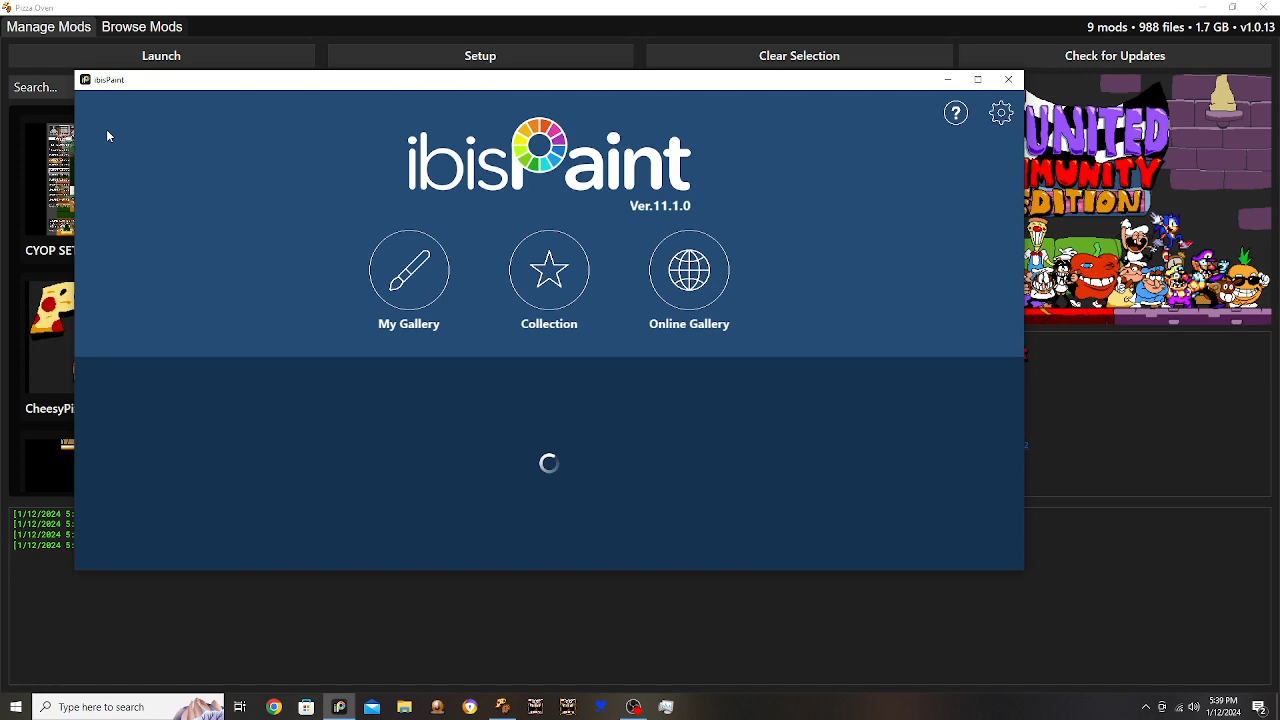 Pizza Oven
Manage Mods Browse Mods 9 mods • 988 files • 1.7 GB • v1.0.13
Launch Setup Clear Selection Check for Updates
Search...
ibisPaint
ibisPaint
Ver.11.1.0
UNITED
MUNITY
EDITION
My Gallery Collection Online Gallery
CYOP SET
CheesyPi
[1/12/2024 5:
[1/12/2024 5:
[1/12/2024 5:
[1/12/2024 5:
Type here to search
5:39 PM
1/12/2024
2